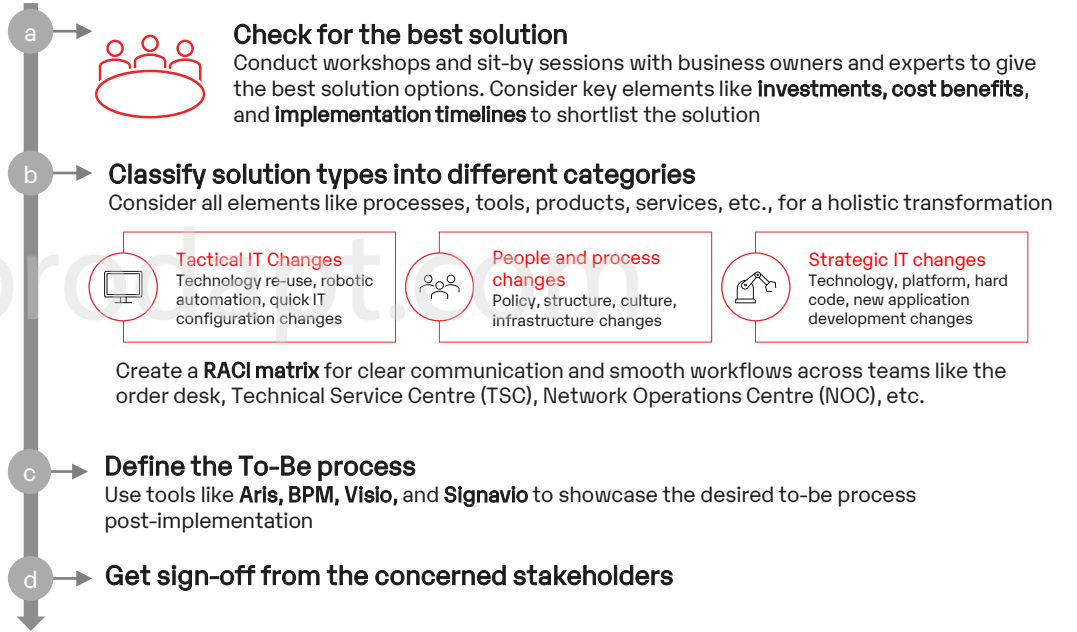 a
Check for the best solution
Conduct workshops and sit-by sessions with business owners and experts to give
the best solution options. Consider key elements like investments, cost benefits,
and implementation timelines to shortlist the solution
b
Classify solution types into different categories
Consider all elements like processes, tools, products, services, etc., for a holistic transformation
Tactical IT Changes
Technology re-use, robotic
automation, quick IT
configuration changes
People and process
changes
Policy, structure, culture,
infrastructure changes
Strategic IT changes
Technology, platform, hard
code, new application
development changes
prodapt.com
Create a RACI matrix for clear communication and smooth workflows across teams like the
order desk, Technical Service Centre (TSC), Network Operations Centre (NOC), etc.
c
Define the To-Be process
Use tools like Aris, BPM, Visio, and Signavio to showcase the desired to-be process
post-implementation
d
Get sign-off from the concerned stakeholders